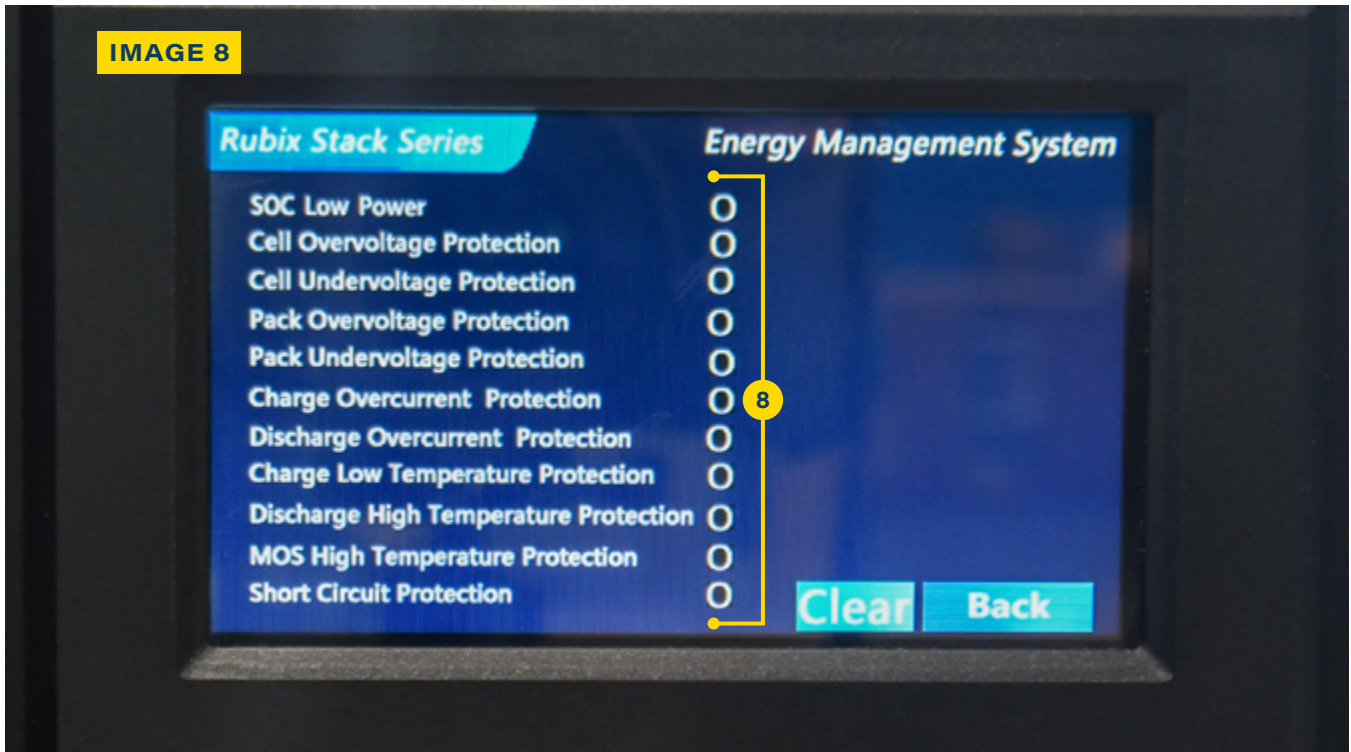 IMAGE 8
Rubix Stack Series
Energy Management System
SOC Low Power O
Cell Overvoltage Protection O
Cell Undervoltage Protection O
Pack Overvoltage Protection O
Pack Undervoltage Protection O
Charge Overcurrent Protection O
8
Discharge Overcurrent Protection O
Charge Low Temperature Protection O
Discharge High Temperature Protection O
MOS High Temperature Protection O
Short Circuit Protection O
Clear
Back